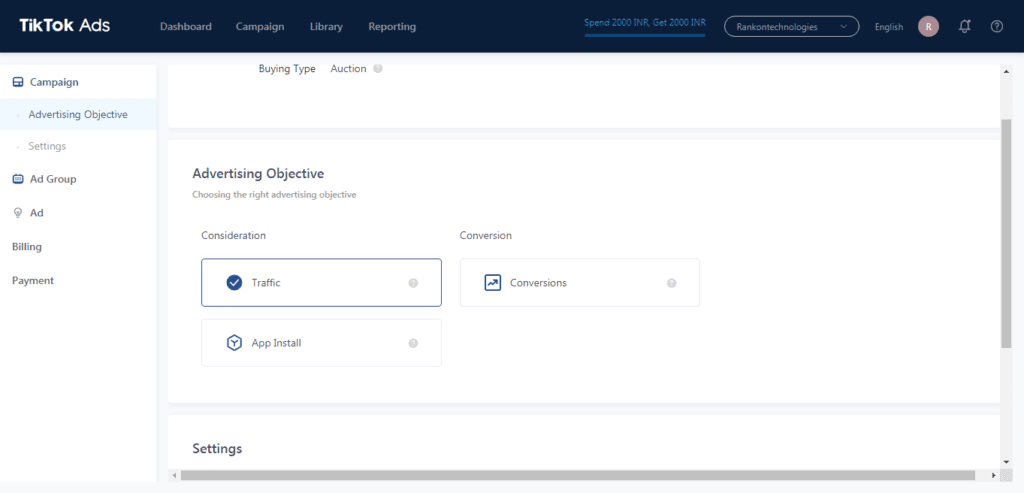 TikTok Ads
Dashboard Campaign Library Reporting
Spend 2000 INR, Get 2000 INR
Rankontechnologies
English R ?
Campaign
Advertising Objective
Settings
Ad Group
Ad
Billing
Payment
Buying Type Auction ?
Advertising Objective
Choosing the right advertising objective
Consideration Conversion
Traffic ? Conversions ?
App Install ?
Settings